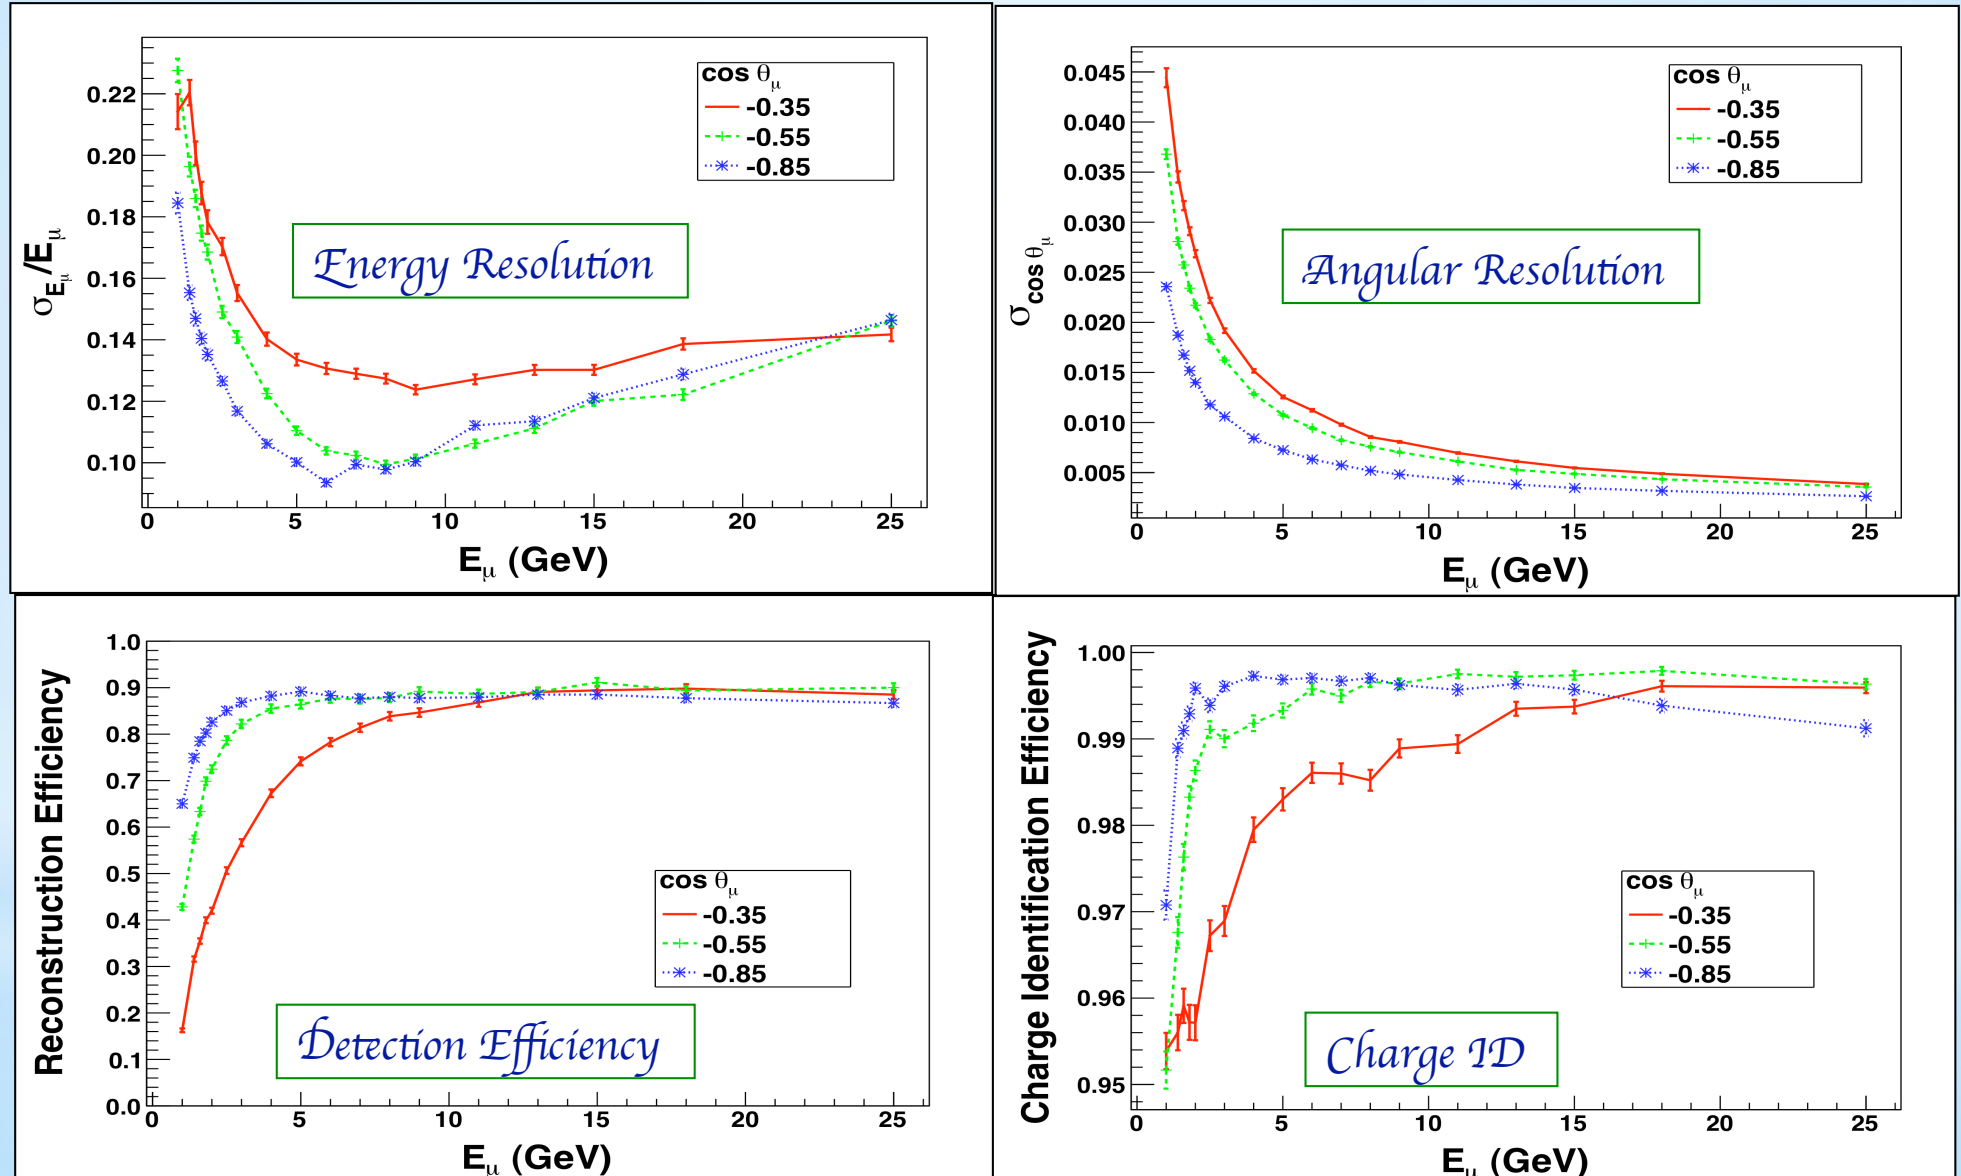 cos θμ
-0.35
-0.55
-0.85
Energy Resolution
σEμ/Eμ
0.22
0.20
0.18
0.16
0.14
0.12
0.10
0 5 10 15 20 25
Eμ (GeV)
cos θμ
-0.35
-0.55
-0.85
Angular Resolution
σcos θμ
0.045
0.040
0.035
0.030
0.025
0.020
0.015
0.010
0.005
0 5 10 15 20 25
Eμ (GeV)
Reconstruction Efficiency
1.0
0.9
0.8
0.7
0.6
0.5
0.4
0.3
0.2
0.1
0.0
cos θμ
-0.35
-0.55
-0.85
Detection Efficiency
0 5 10 15 20 25
Eμ (GeV)
Charge Identification Efficiency
1.00
0.99
0.98
0.97
0.96
0.95
cos θμ
-0.35
-0.55
-0.85
Charge ID
0 5 10 15 20 25
Eμ (GeV)